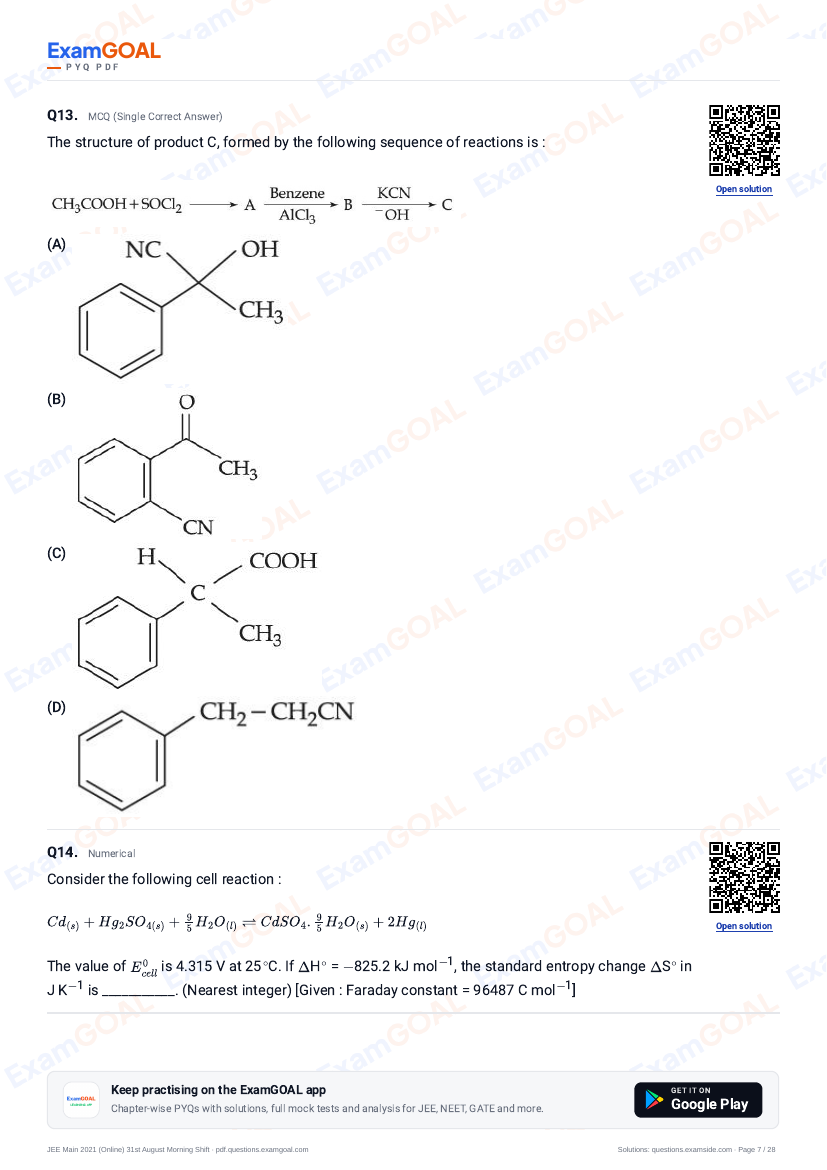 ExamGOAL
PYQ PDF
Q13. MCQ (Single Correct Answer)
The structure of product C, formed by the following sequence of reactions is :
Open solution
CH₃COOH + SOCl₂ ⟶ A Benzene/AlCl₃ ⟶ B KCN/⁻OH ⟶ C
(A)
NC OH
CH₃
(B)
O
CH₃
CN
(C)
H COOH
C
CH₃
(D)
CH₂ – CH₂CN
Q14. Numerical
Consider the following cell reaction :
Open solution
Cd(s) + Hg₂SO₄(s) + 9/5 H₂O(l) ⇌ CdSO₄. 9/5 H₂O(s) + 2Hg(l)
The value of E⁰cell is 4.315 V at 25°C. If ΔH° = −825.2 kJ mol⁻¹, the standard entropy change ΔS° in
J K⁻¹ is __________. (Nearest integer) [Given : Faraday constant = 96487 C mol⁻¹]
ExamGOAL
Keep practising on the ExamGOAL app
Chapter-wise PYQs with solutions, full mock tests and analysis for JEE, NEET, GATE and more.
GET IT ON
Google Play
JEE Main 2021 (Online) 31st August Morning Shift · pdf.questions.examgoal.com
Solutions: questions.examside.com · Page 7 / 28